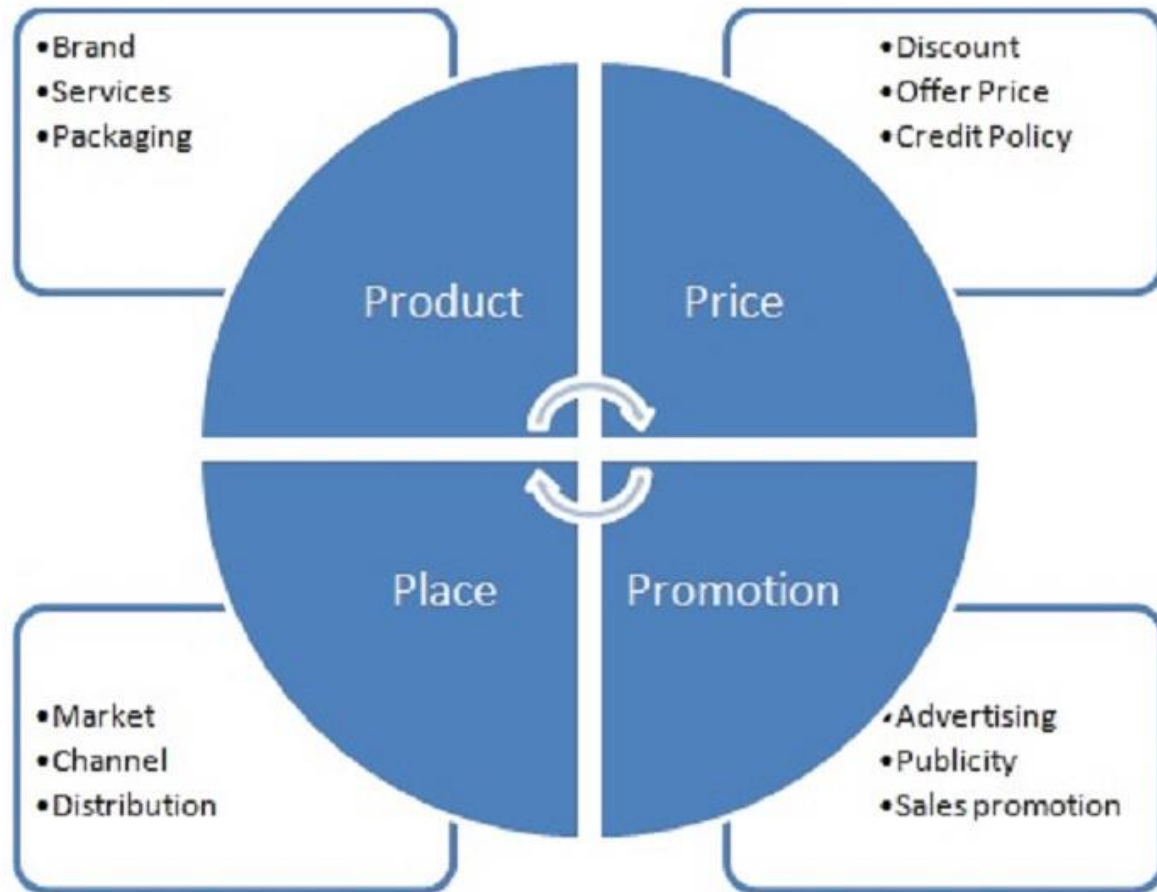 •Brand
•Services
•Packaging
•Discount
•Offer Price
•Credit Policy
Product
Price
Place
Promotion
•Market
•Channel
•Distribution
•Advertising
•Publicity
•Sales promotion